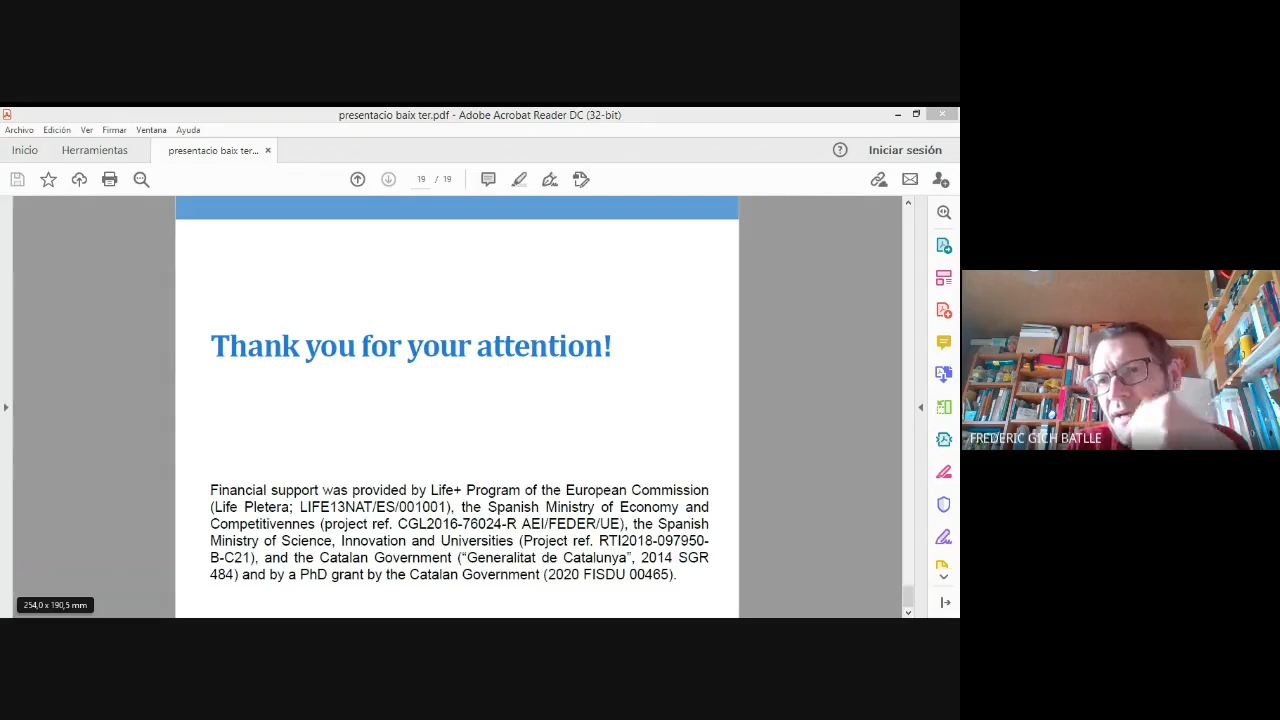 presentacio baix ter.pdf - Adobe Acrobat Reader DC (32-bit)
Archivo Edición Ver Firmar Ventana Ayuda
Inicio Herramientas presentacio baix ter... × Iniciar sesión
19 / 19
Thank you for your attention!
Financial support was provided by Life+ Program of the European Commission
(Life Pletera; LIFE13NAT/ES/001001), the Spanish Ministry of Economy and
Competitivennes (project ref. CGL2016-76024-R AEI/FEDER/UE), the Spanish
Ministry of Science, Innovation and Universities (Project ref. RTI2018-097950-
B-C21), and the Catalan Government (“Generalitat de Catalunya”, 2014 SGR
484) and by a PhD grant by the Catalan Government (2020 FISDU 00465).
254,0 x 190,5 mm
FREDERIC GICH BATLLE